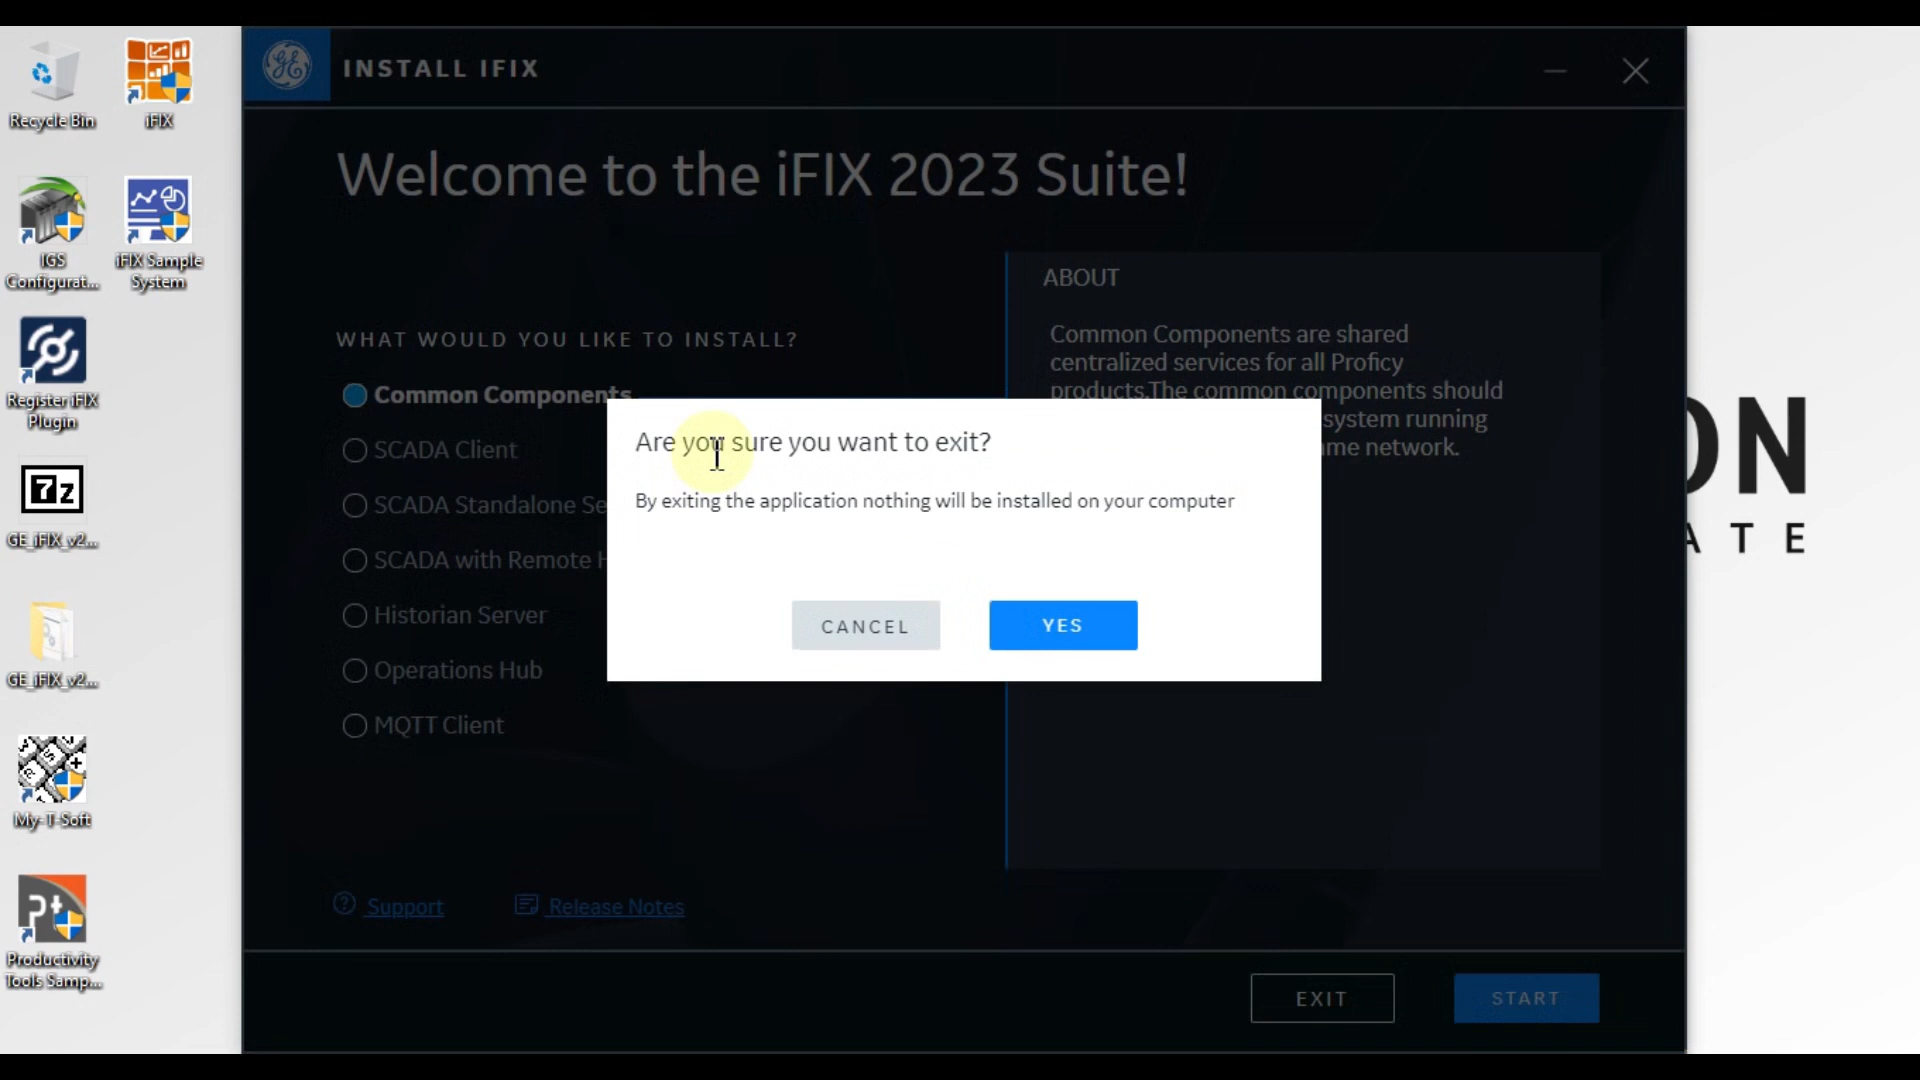 Recycle Bin
iFIX
IGS
Configurat...
iFIX Sample
System
Register iFIX
Plugin
GE_iFIX_v2...
GE_iFIX_v2...
My-T-Soft
Productivity
Tools Samp...
INSTALL IFIX
Welcome to the iFIX 2023 Suite!
WHAT WOULD YOU LIKE TO INSTALL?
Common Components
SCADA Client
SCADA Standalone Se
SCADA with Remote H
Historian Server
Operations Hub
MQTT Client
ABOUT
Common Components are shared
centralized services for all Proficy
products.The common components should
system running
me network.
Are you sure you want to exit?
By exiting the application nothing will be installed on your computer
CANCEL
YES
Support
Release Notes
EXIT
START
ON
ATE